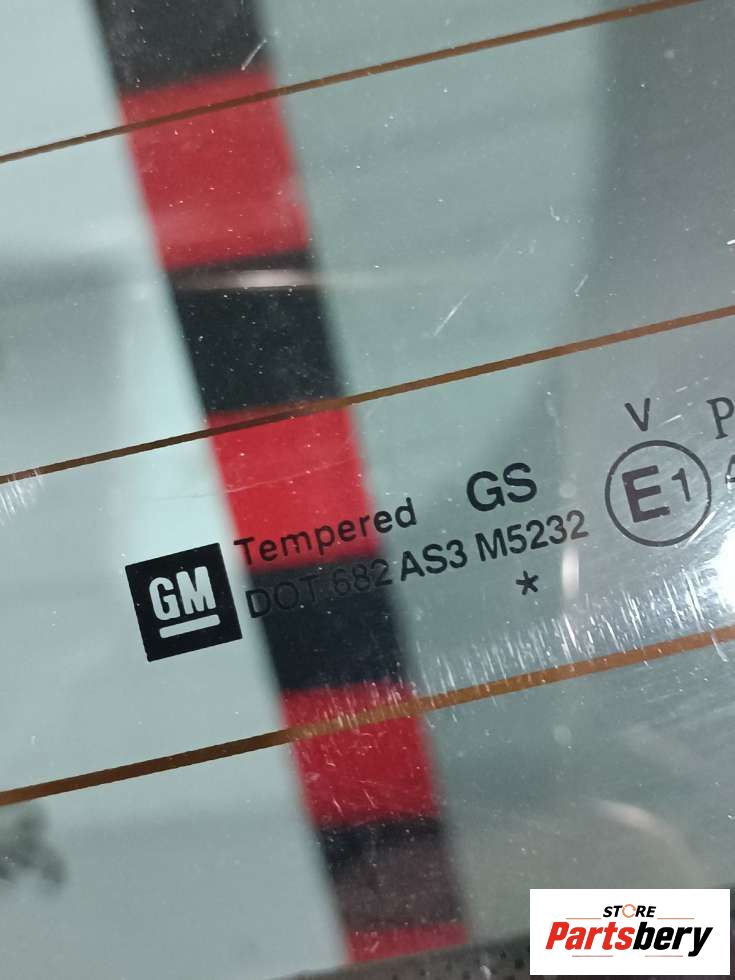 V P
GM Tempered GS E1
DOT 682 AS3 M5232
*
STORE
Partsbery